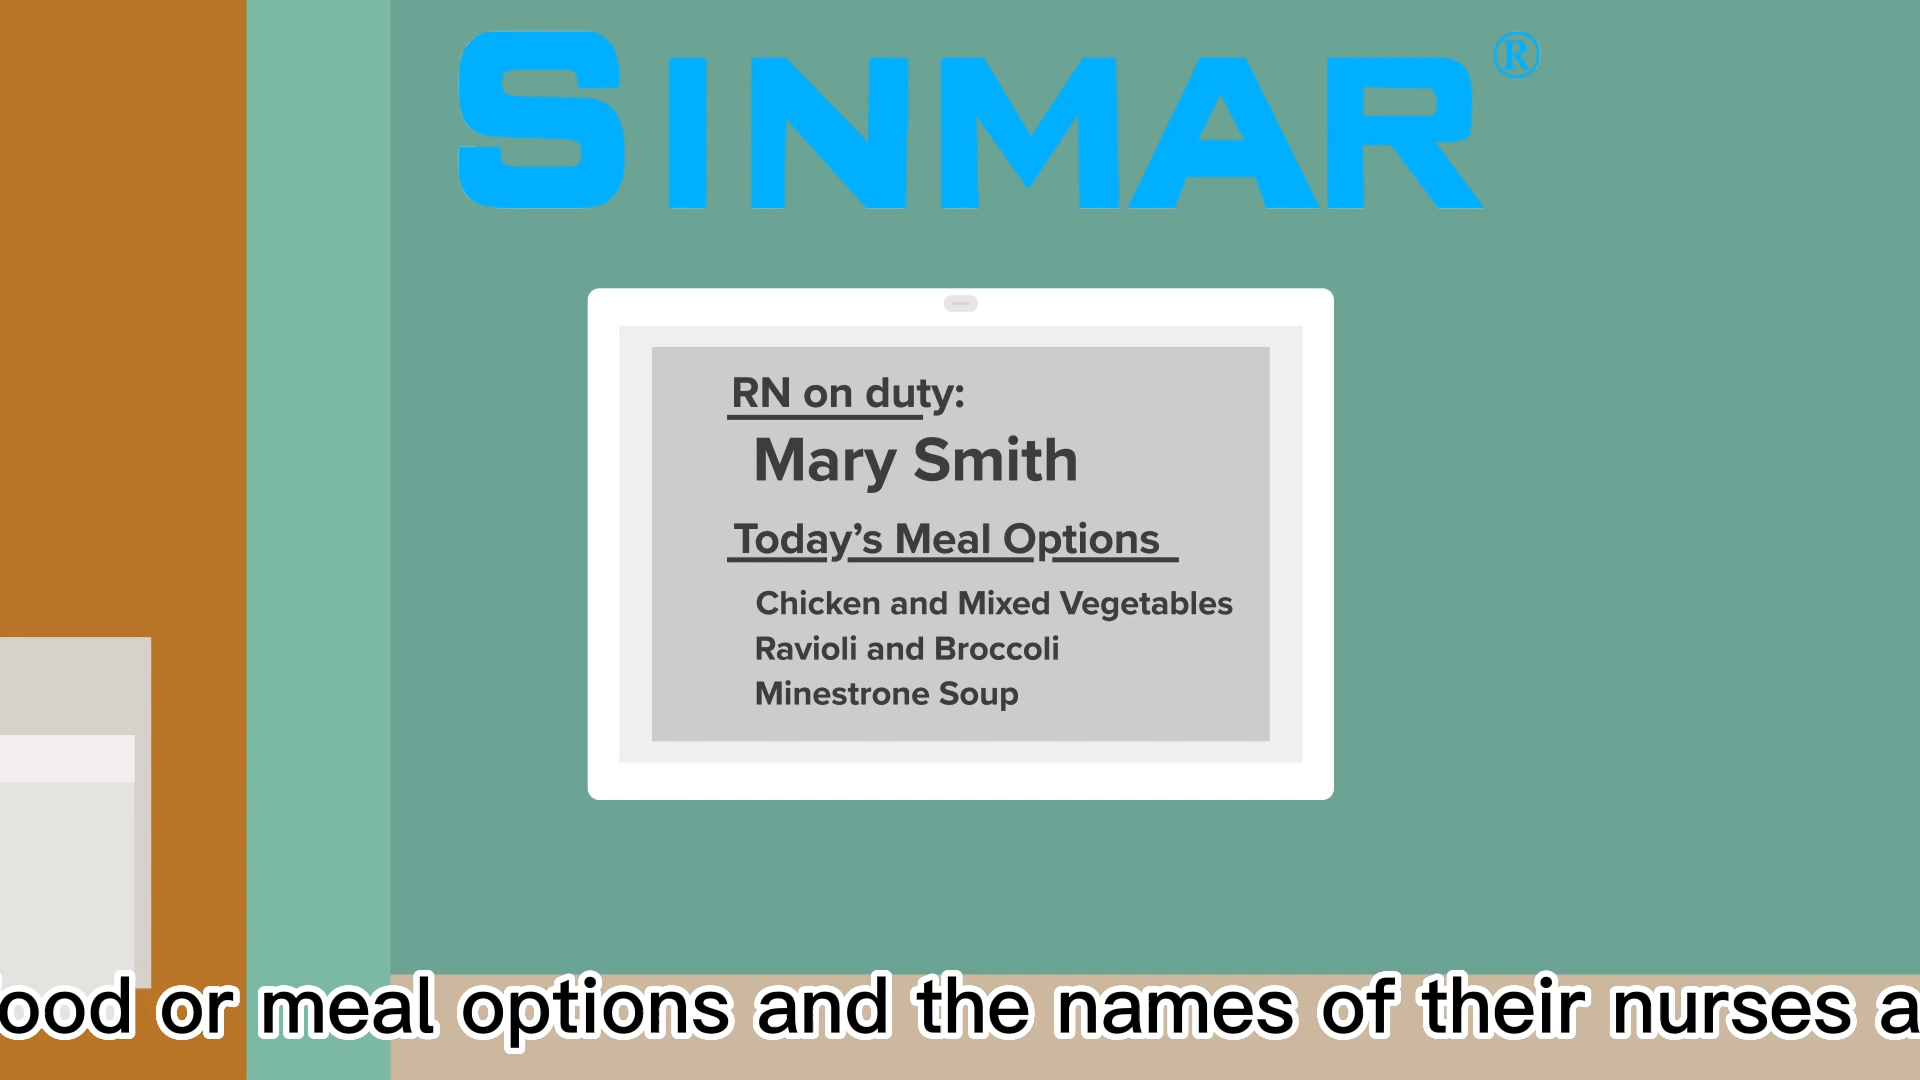 SINMAR®
RN on duty:
Mary Smith
Today's Meal Options
Chicken and Mixed Vegetables
Ravioli and Broccoli
Minestrone Soup
ood or meal options and the names of their nurses a